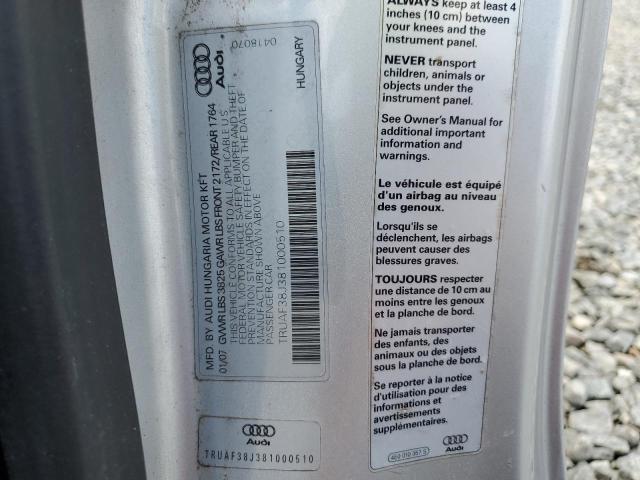 MFD. BY AUDI HUNGARIA MOTOR KFT
01/07 GVWR LBS 3825 GAWR LBS FRONT 2172/REAR 1764
THIS VEHICLE CONFORMS TO ALL APPLICABLE U.S.
FEDERAL MOTOR VEHICLE SAFETY BUMPER AND THEFT
PREVENTION STANDARDS IN EFFECT ON THE DATE OF
MANUFACTURE SHOWN ABOVE
PASSENGER CAR
TRUAF38J381000510
0418070
Audi
HUNGARY
Audi
TRUAF38J381000510
ALWAYS keep at least 4
inches (10 cm) between
your knees and the
instrument panel.
NEVER transport
children, animals or
objects under the
instrument panel.
See Owner's Manual for
additional important
information and
warnings.
Le véhicule est équipé
d'un airbag au niveau
des genoux.
Lorsqu'ils se
déclenchent, les airbags
peuvent causer des
blessures graves.
TOUJOURS respecter
une distance de 10 cm au
moins entre les genoux
et la planche de bord.
Ne jamais transporter
des enfants, des
animaux ou des objets
sous la planche de bord.
Se reporter à la notice
d'utilisation pour des
informations et
avertissements
supplémentaires.
Audi